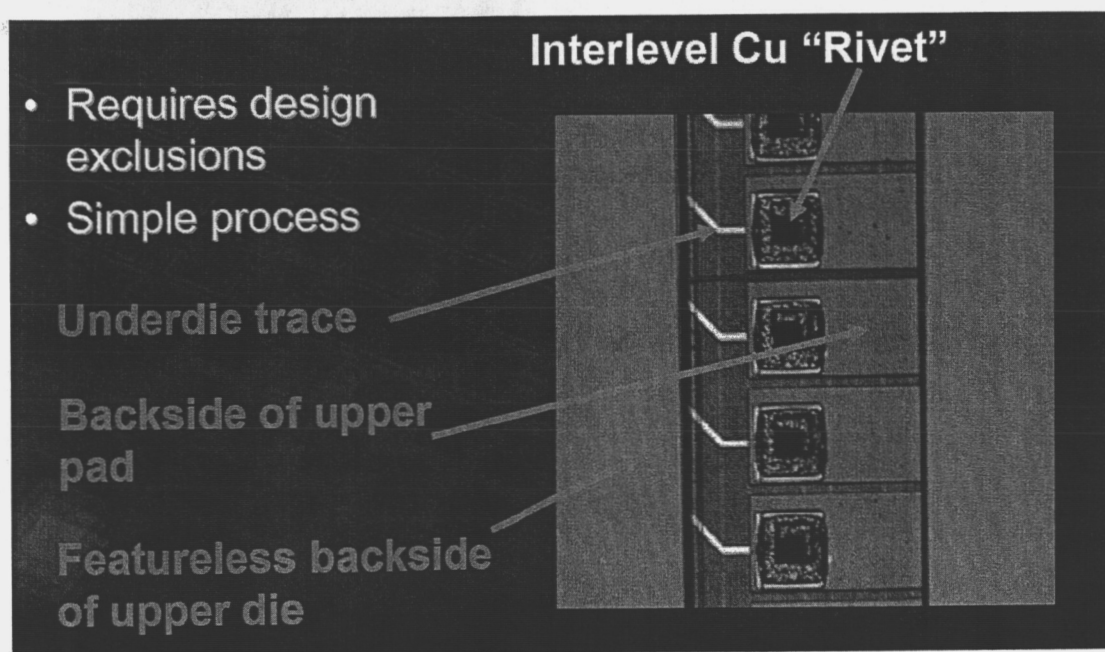 Interlevel Cu “Rivet”
• Requires design
exclusions
• Simple process
Underdie trace
Backside of upper
pad
Featureless backside
of upper die